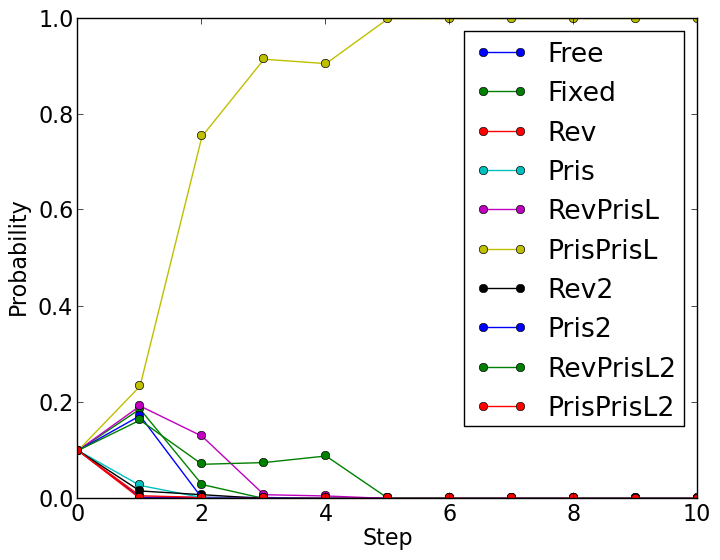 1.0
0.8
0.6
0.4
0.2
0.0
Probability
0
2
4
6
8
10
Step
Free
Fixed
Rev
Pris
RevPrisL
PrisPrisL
Rev2
Pris2
RevPrisL2
PrisPrisL2